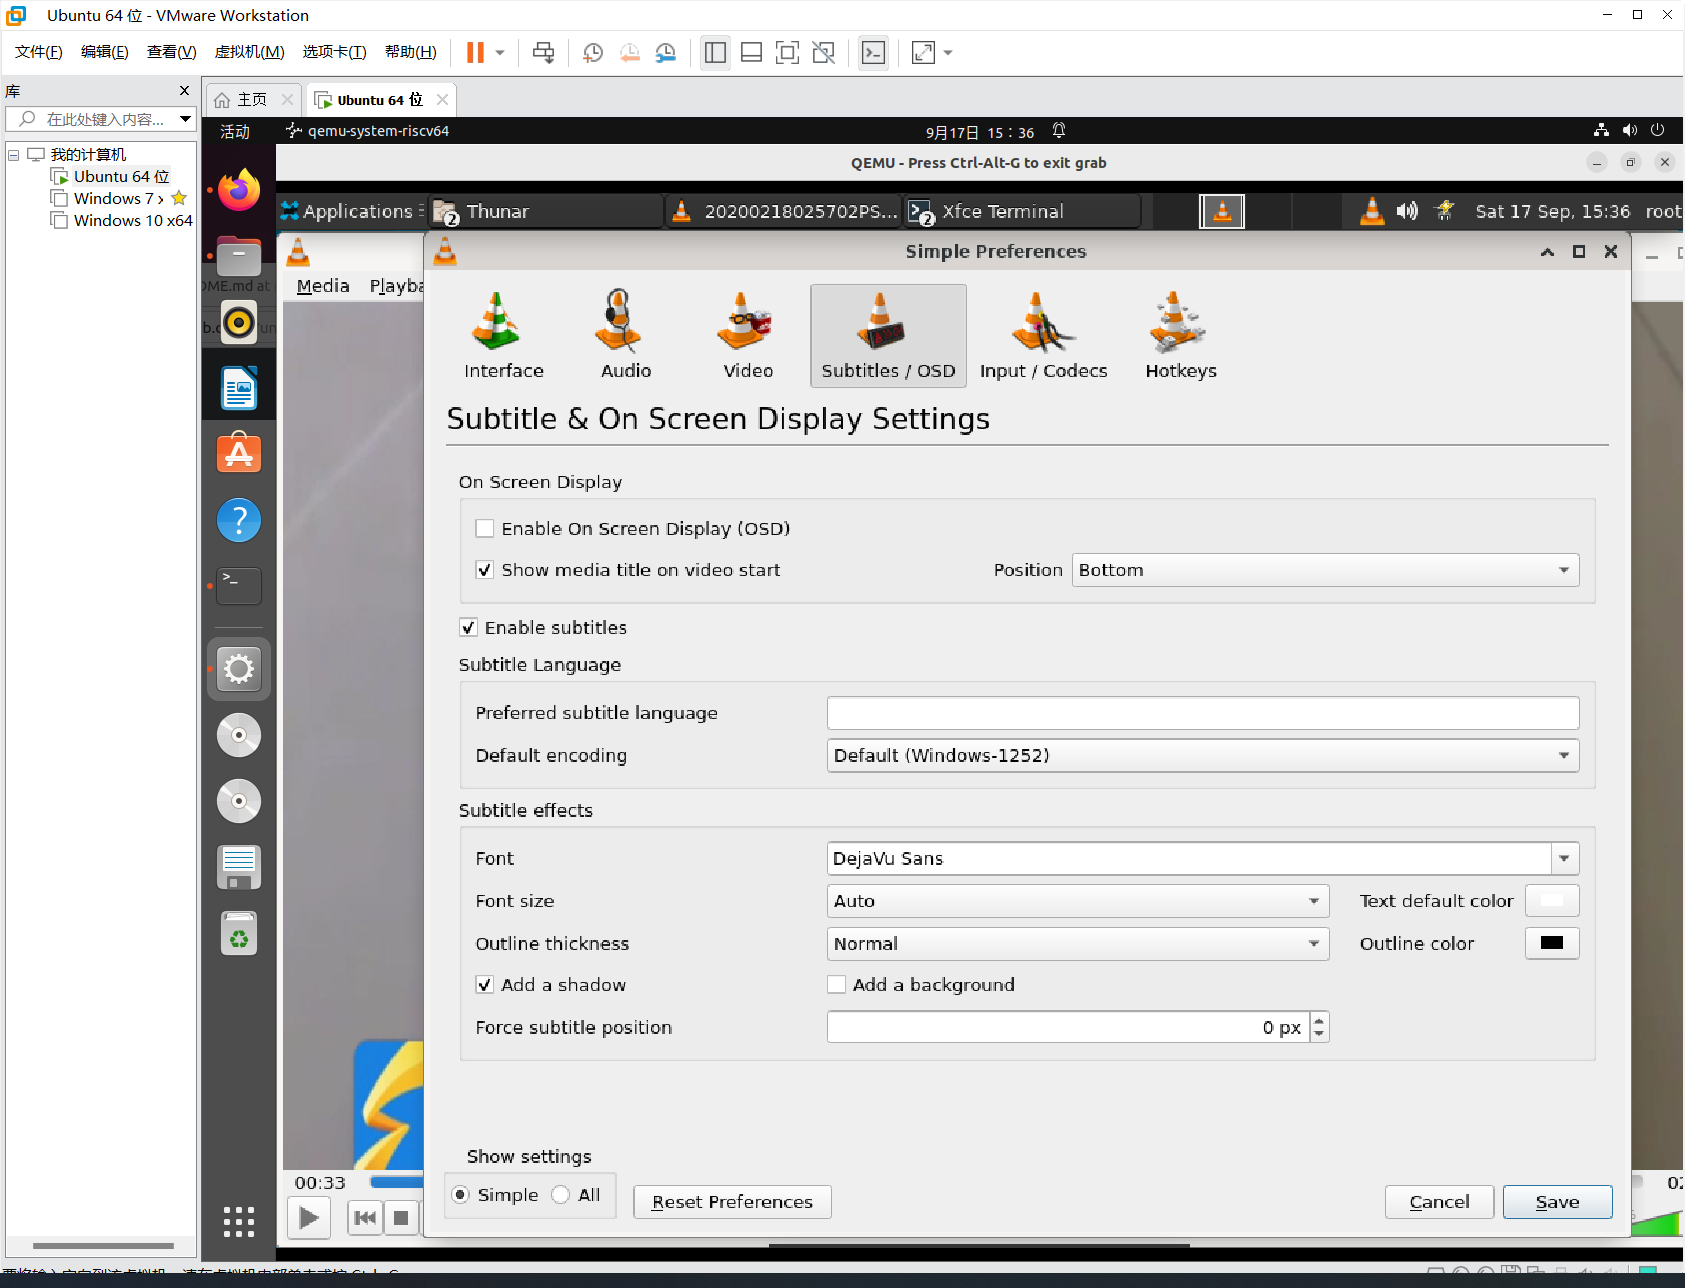 Ubuntu 64 位 - VMware Workstation
文件(F) 编辑(E) 查看(V) 虚拟机(M) 选项卡(T) 帮助(H)
库
在此处键入内容...
主页
Ubuntu 64 位
我的计算机
Ubuntu 64 位
Windows 7 x
Windows 10 x64
活动
qemu-system-riscv64
9月17日 15：36
QEMU - Press Ctrl-Alt-G to exit grab
Applications
2 Thunar
20200218025702PS...
2 Xfce Terminal
Sat 17 Sep, 15:36
root
Simple Preferences
Media Playba
Interface
Audio
Video
Subtitles / OSD
Input / Codecs
Hotkeys
Subtitle & On Screen Display Settings
On Screen Display
Enable On Screen Display (OSD)
Show media title on video start
Position Bottom
Enable subtitles
Subtitle Language
Preferred subtitle language
Default encoding Default (Windows-1252)
Subtitle effects
Font DejaVu Sans
Font size Auto Text default color
Outline thickness Normal Outline color
Add a shadow Add a background
Force subtitle position 0 px
Show settings
Simple All
Reset Preferences
Cancel
Save
00:33